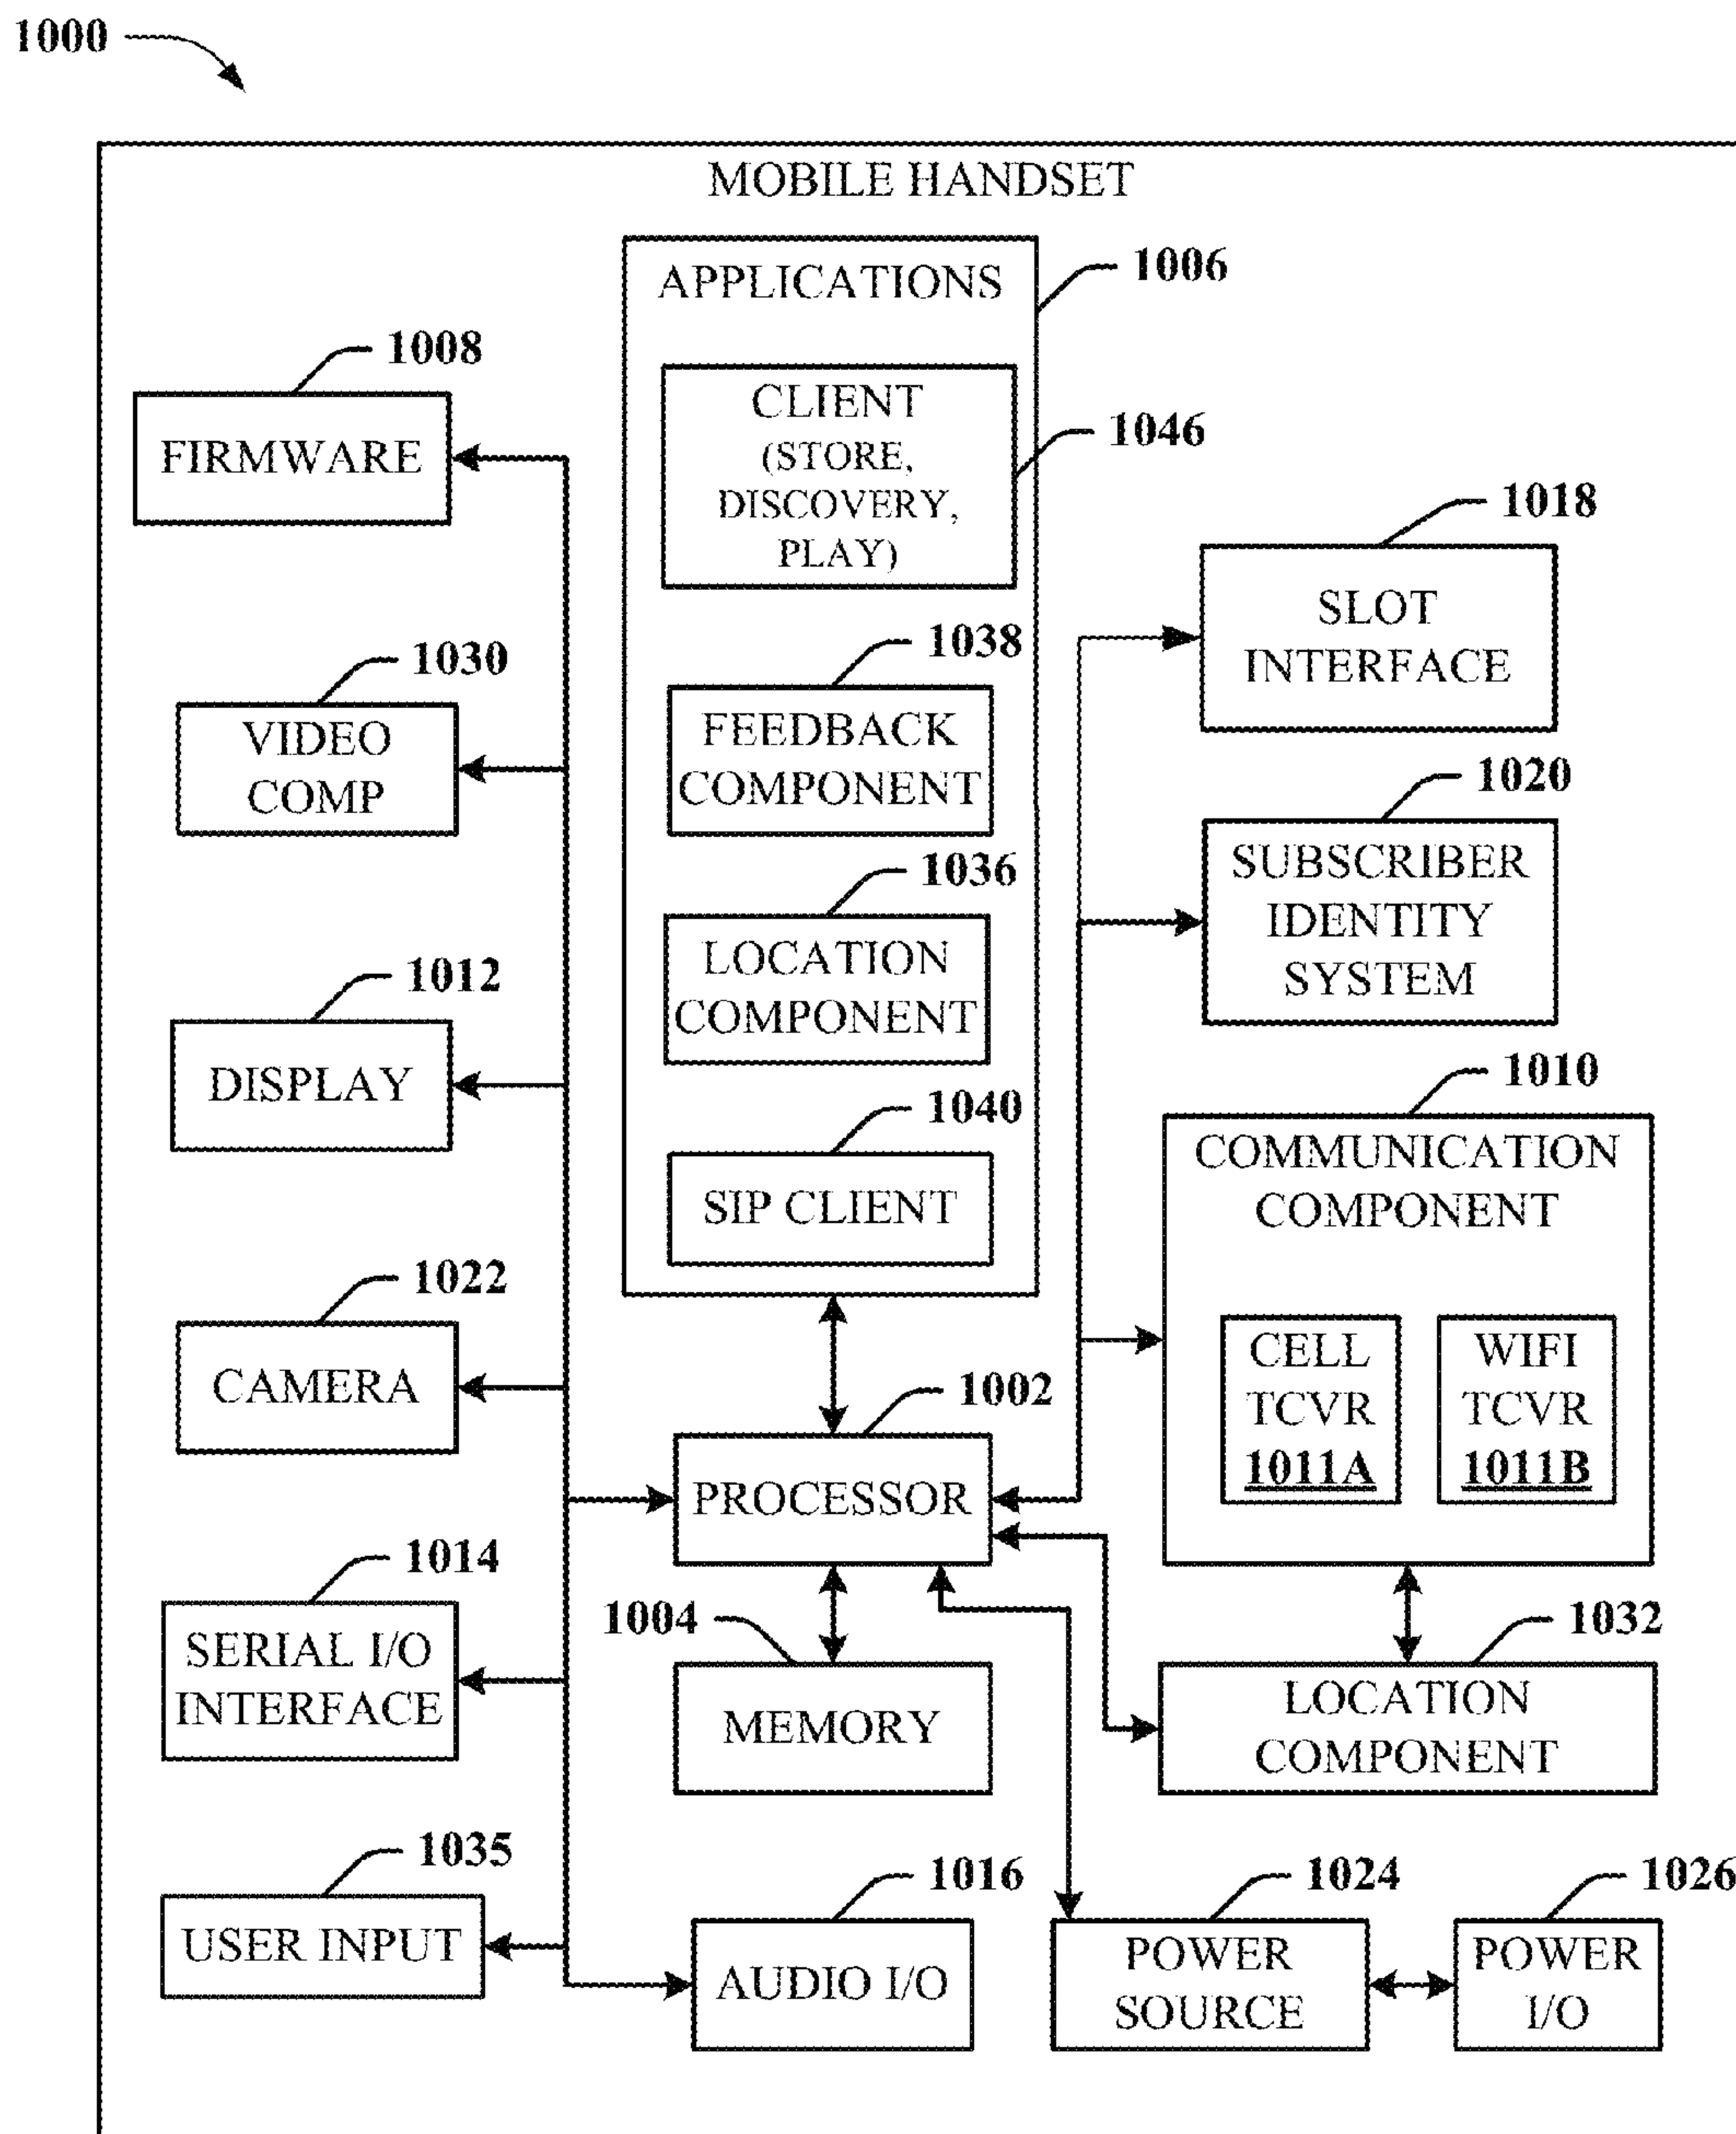 1000
MOBILE HANDSET
APPLICATIONS
1006
CLIENT
(STORE,
DISCOVERY,
PLAY)
1046
1038
FEEDBACK
COMPONENT
1036
LOCATION
COMPONENT
1040
SIP CLIENT
1008
FIRMWARE
1030
VIDEO
COMP
1012
DISPLAY
1022
CAMERA
1014
SERIAL I/O
INTERFACE
1035
USER INPUT
1002
PROCESSOR
1004
MEMORY
1016
AUDIO I/O
1018
SLOT
INTERFACE
1020
SUBSCRIBER
IDENTITY
SYSTEM
1010
COMMUNICATION
COMPONENT
CELL
TCVR
1011A
WIFI
TCVR
1011B
1032
LOCATION
COMPONENT
1024
POWER
SOURCE
1026
POWER
I/O